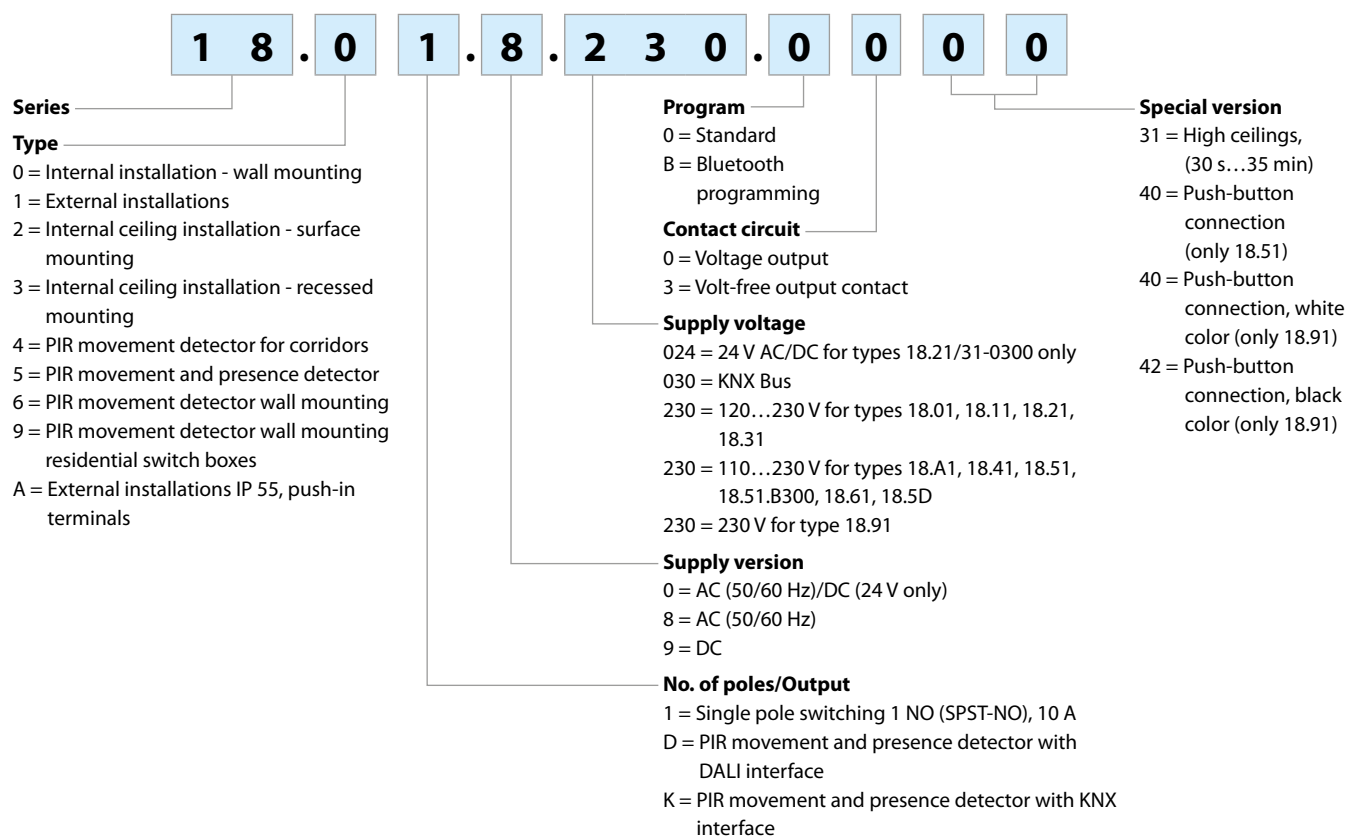 1 8 . 0 1 . 8 . 2 3 0 . 0 0 0 0
Series
Type
0 = Internal installation - wall mounting
1 = External installations
2 = Internal ceiling installation - surface
mounting
3 = Internal ceiling installation - recessed
mounting
4 = PIR movement detector for corridors
5 = PIR movement and presence detector
6 = PIR movement detector wall mounting
9 = PIR movement detector wall mounting
residential switch boxes
A = External installations IP 55, push-in
terminals
Program
0 = Standard
B = Bluetooth
programming
Contact circuit
0 = Voltage output
3 = Volt-free output contact
Supply voltage
024 = 24 V AC/DC for types 18.21/31-0300 only
030 = KNX Bus
230 = 120…230 V for types 18.01, 18.11, 18.21,
18.31
230 = 110…230 V for types 18.A1, 18.41, 18.51,
18.51.B300, 18.61, 18.5D
230 = 230 V for type 18.91
Supply version
0 = AC (50/60 Hz)/DC (24 V only)
8 = AC (50/60 Hz)
9 = DC
No. of poles/Output
1 = Single pole switching 1 NO (SPST-NO), 10 A
D = PIR movement and presence detector with
DALI interface
K = PIR movement and presence detector with KNX
interface
Special version
31 = High ceilings,
(30 s…35 min)
40 = Push-button
connection
(only 18.51)
40 = Push-button
connection, white
color (only 18.91)
42 = Push-button
connection, black
color (only 18.91)